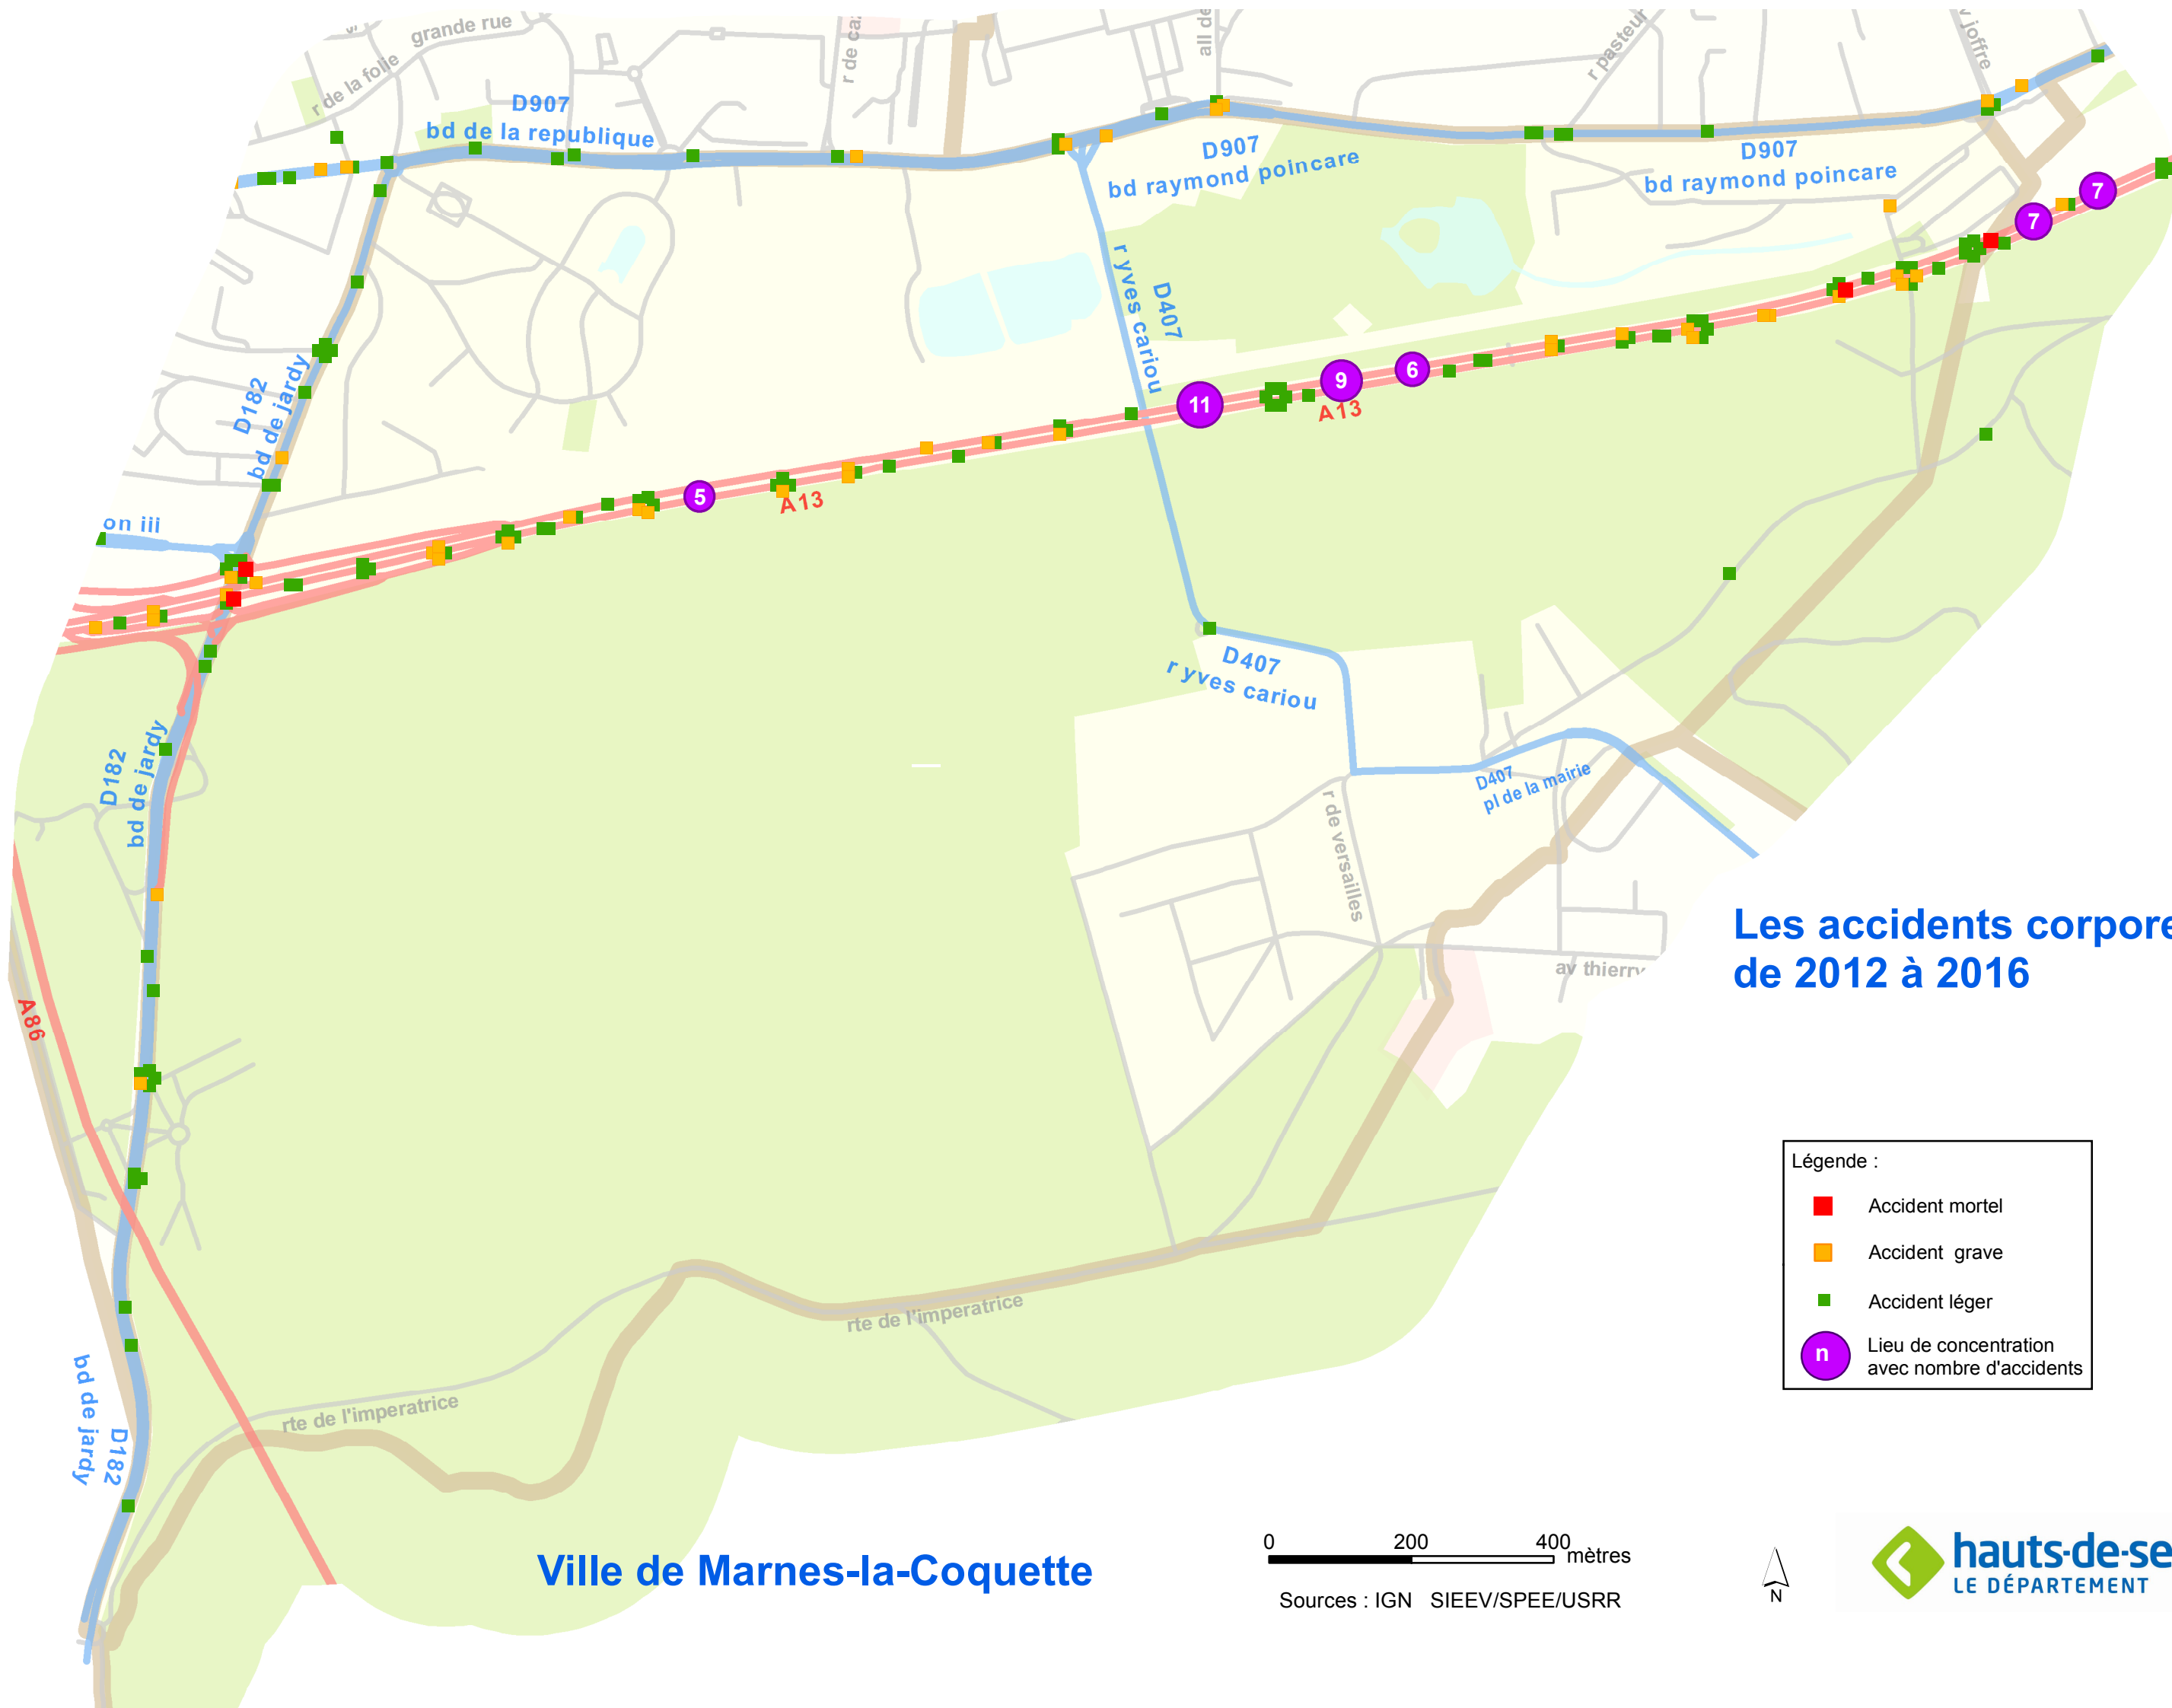 grande rue
r de la folie
all de
r pasteur
v joffre
D907
bd de la republique
D907
bd raymond poincare
D907
bd raymond poincare
7
7
D407
r yves cariou
D182
bd de jardy
11
9
6
A13
5
A13
on iii
D407
r yves cariou
D182
bd de jardy
D407
pl de la mairie
r de versailles
Les accidents corpore
de 2012 à 2016
av thierry
A86
Légende :
Accident mortel
Accident grave
Accident léger
n
Lieu de concentration
avec nombre d'accidents
rte de l'imperatrice
rte de l'imperatrice
bd de jardy
D182
Ville de Marnes-la-Coquette
0 200 400
mètres
Sources : IGN SIEEV/SPEE/USRR
N
hauts-de-se
LE DÉPARTEMENT